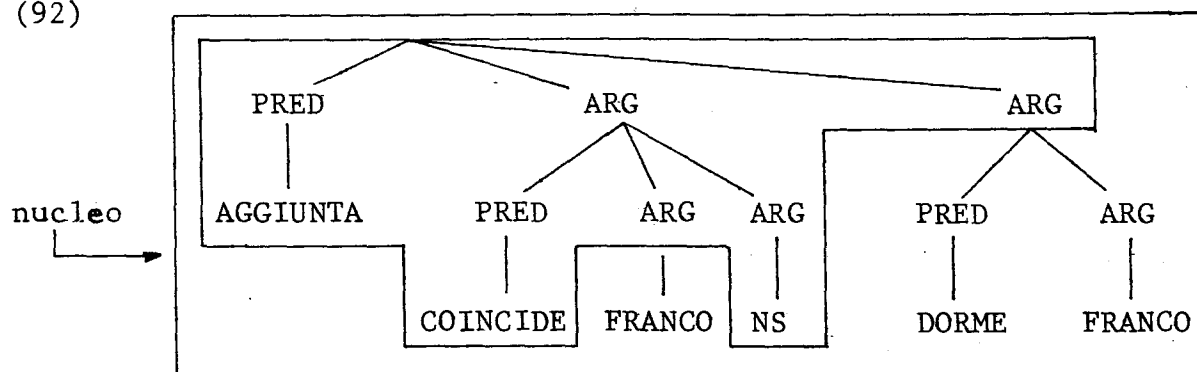 (92)
PRED ARG ARG
nucleo AGGIUNTA PRED ARG ARG PRED ARG
COINCIDE FRANCO NS DORME FRANCO